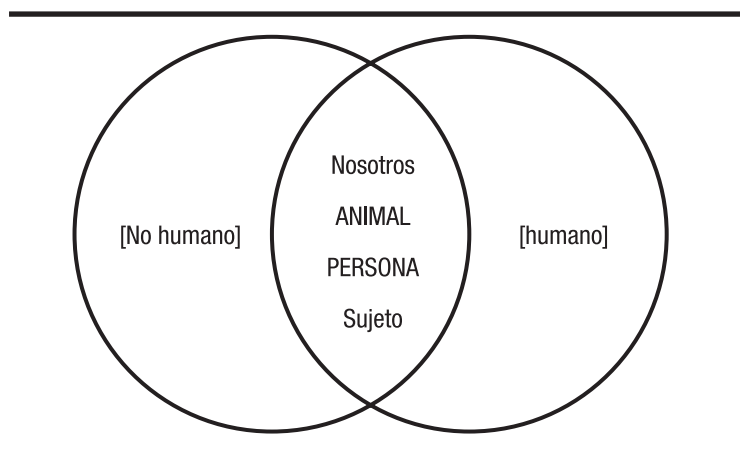 Nosotros
ANIMAL
[No humano]
[humano]
PERSONA
Sujeto